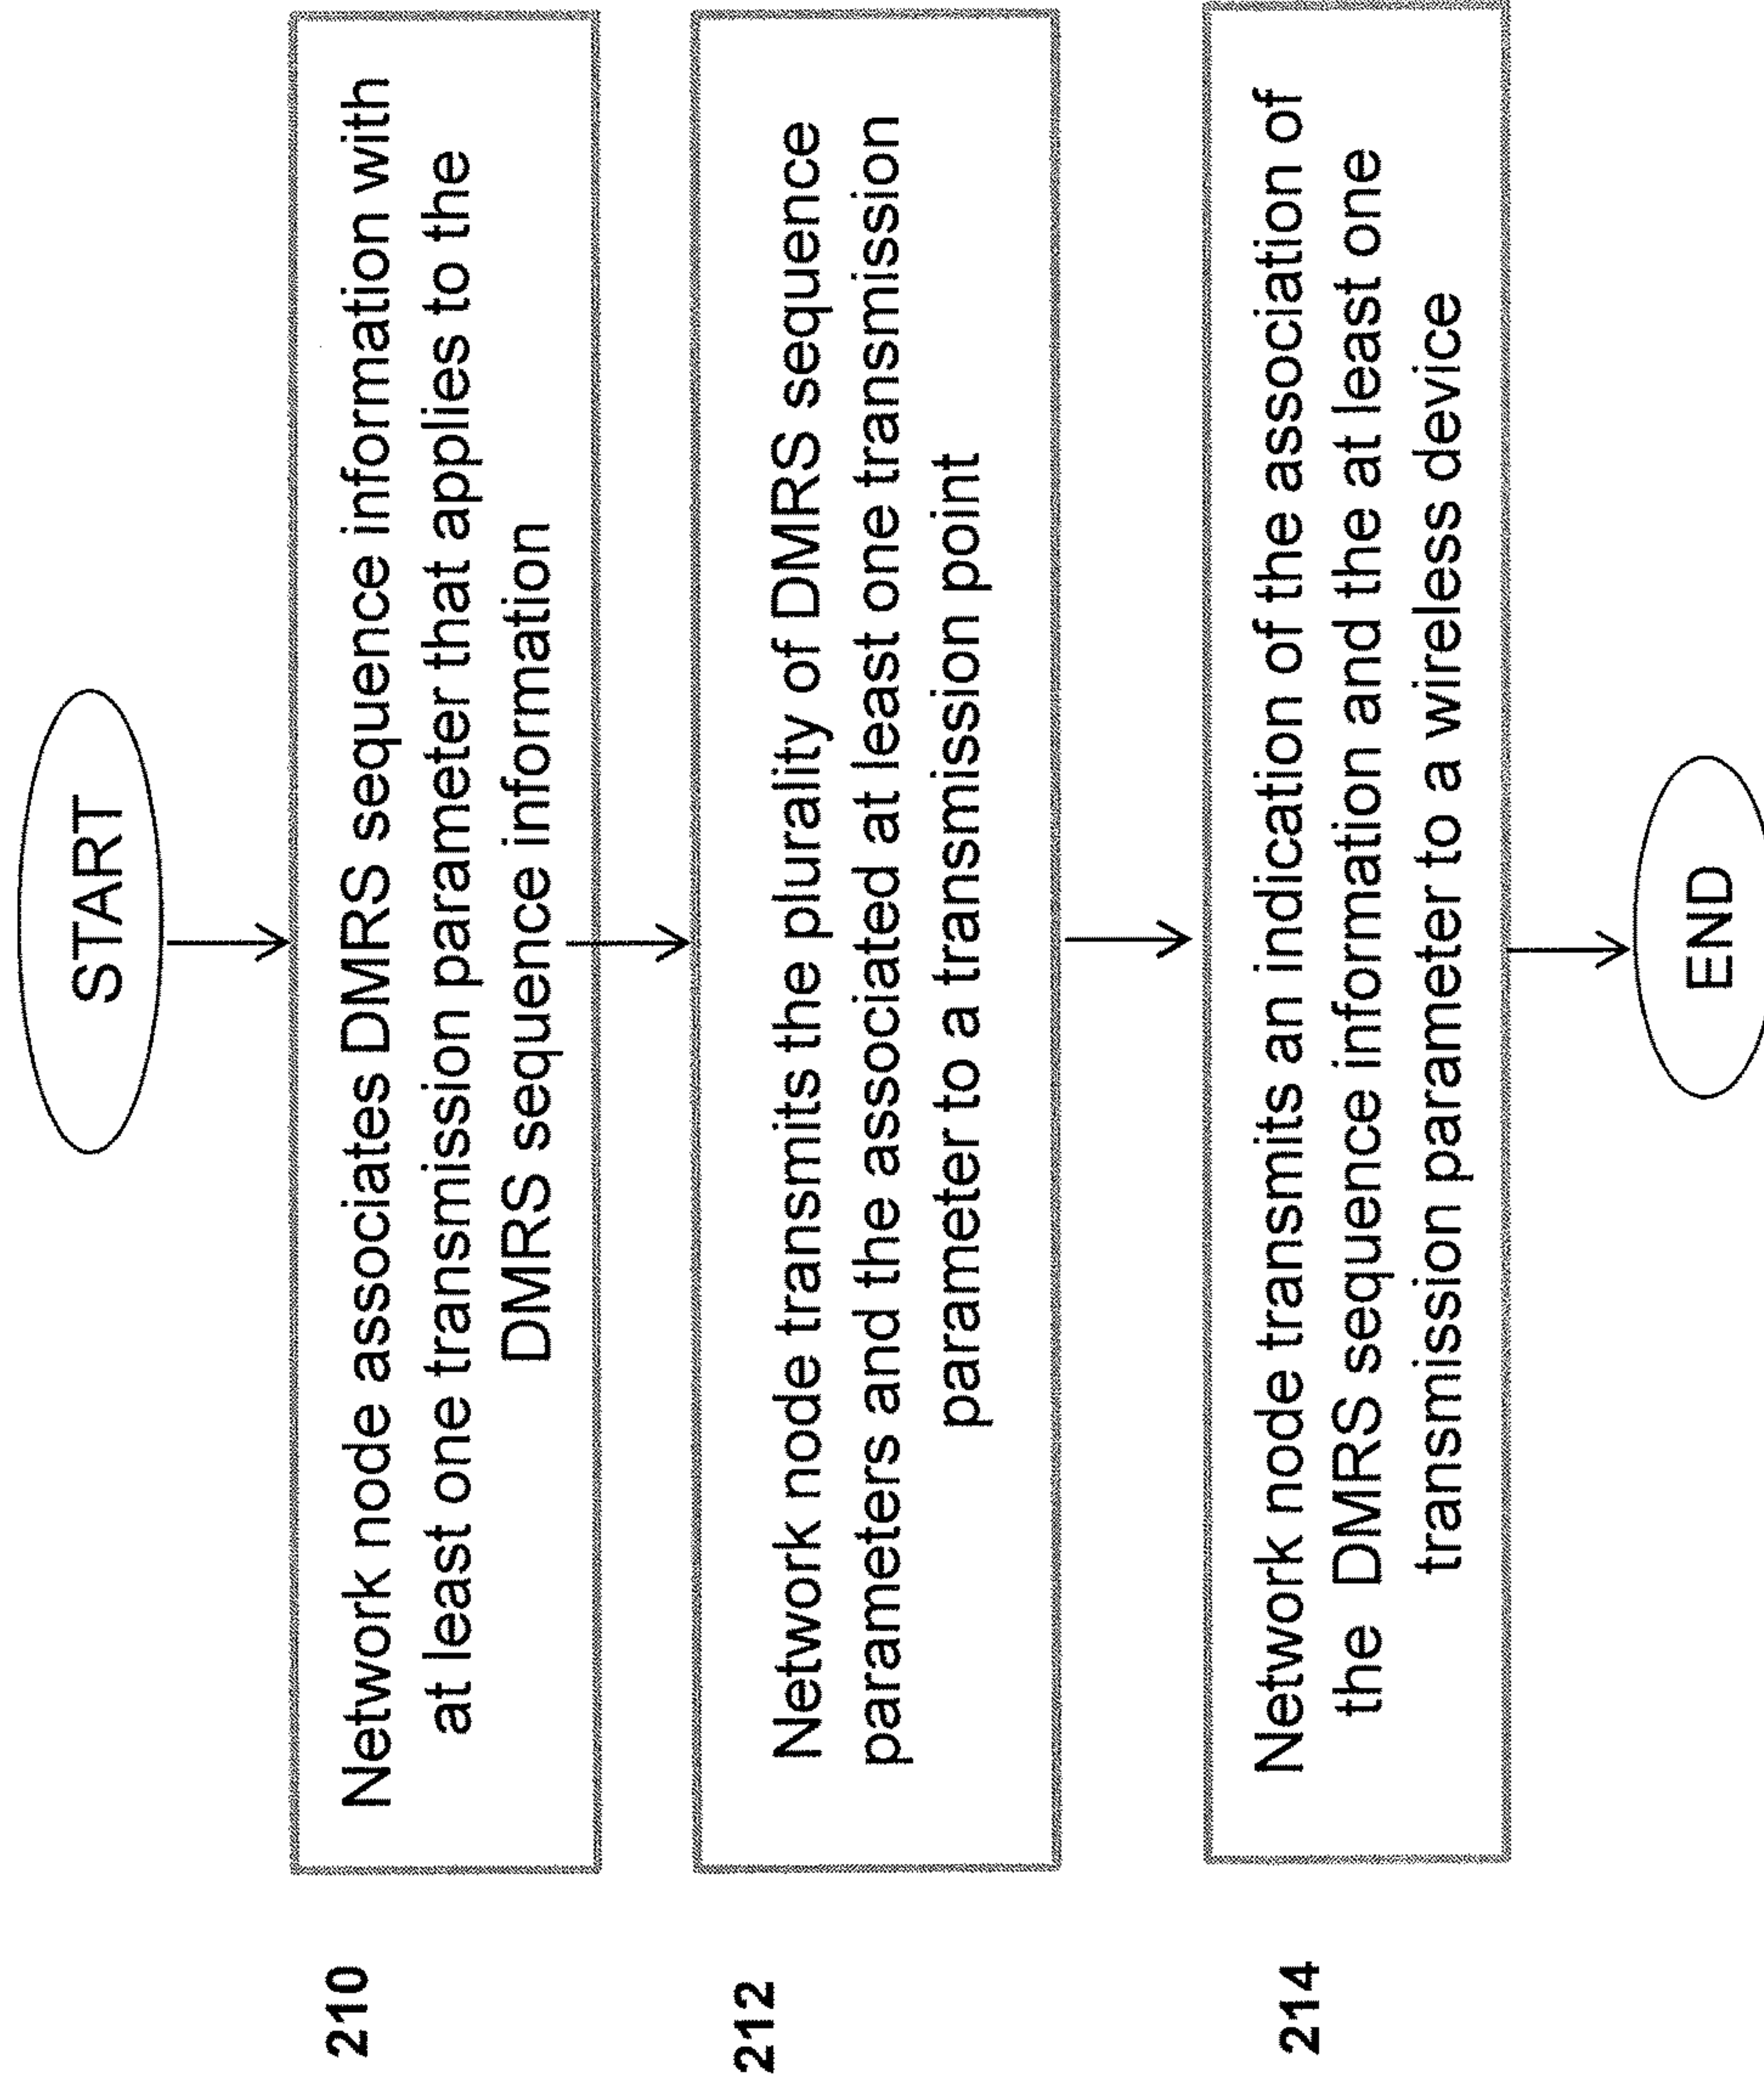 START
210
Network node associates DMRS sequence information with
at least one transmission parameter that applies to the
DMRS sequence information
212
Network node transmits the plurality of DMRS sequence
parameters and the associated at least one transmission
parameter to a transmission point
214
Network node transmits an indication of the association of
the DMRS sequence information and the at least one
transmission parameter to a wireless device
END